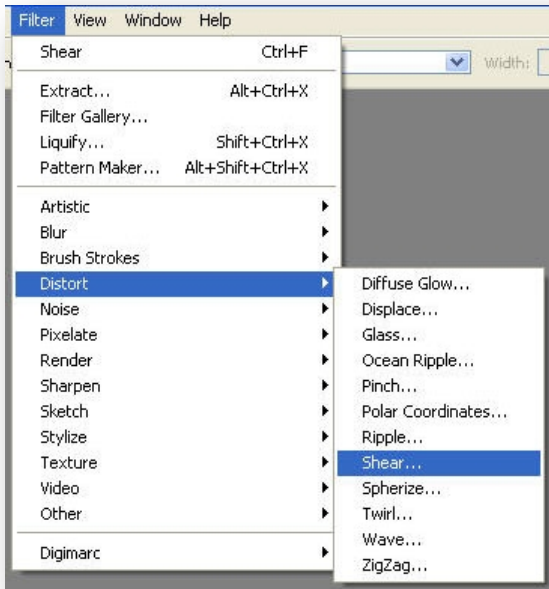 Filter View Window Help
Shear Ctrl+F
Width:
Extract... Alt+Ctrl+X
Filter Gallery...
Liquify... Shift+Ctrl+X
Pattern Maker... Alt+Shift+Ctrl+X
Artistic
Blur
Brush Strokes
Distort
Noise
Pixelate
Render
Sharpen
Sketch
Stylize
Texture
Video
Other
Digimarc
Diffuse Glow...
Displace...
Glass...
Ocean Ripple...
Pinch...
Polar Coordinates...
Ripple...
Shear...
Spherize...
Twirl...
Wave...
ZigZag...